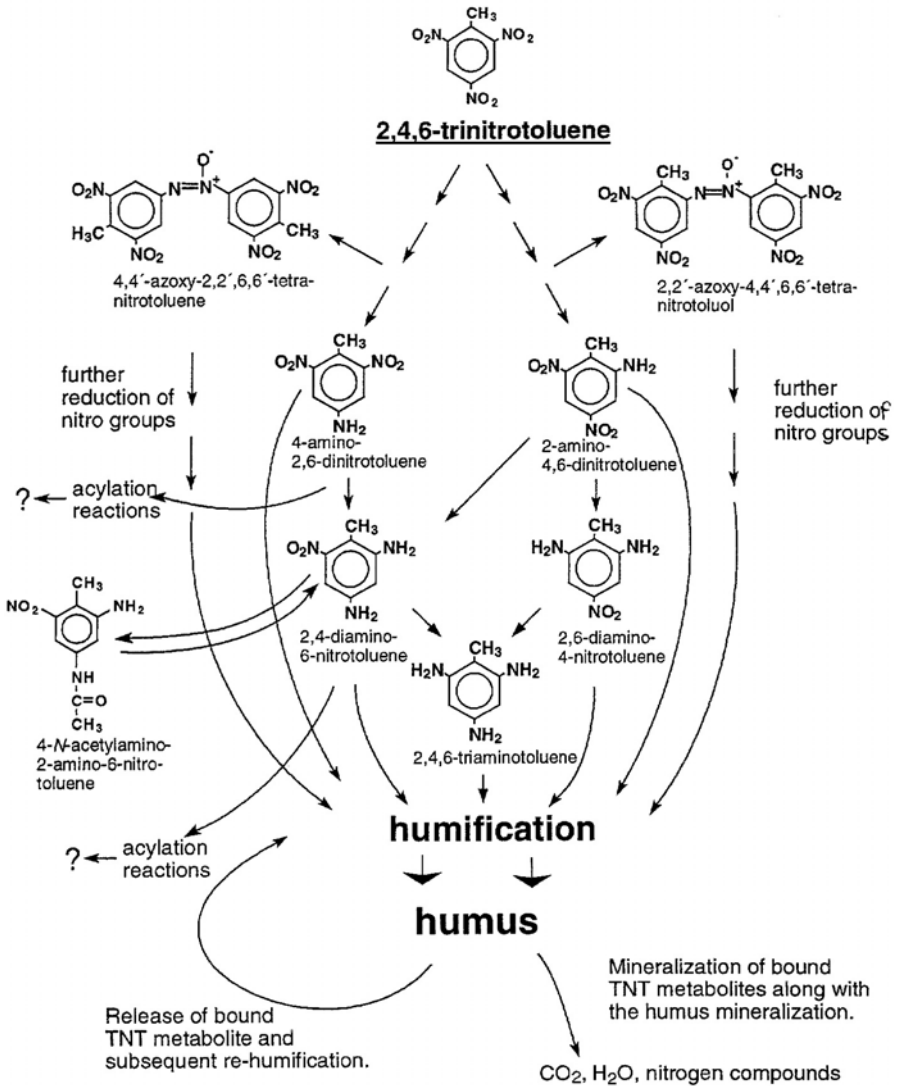 CH₃
O₂N
NO₂
NO₂
2,4,6-trinitrotoluene
O⁻
O₂N
N=N⁺
NO₂
H₃C
CH₃
NO₂
NO₂
4,4´-azoxy-2,2´,6,6´-tetra-
nitrotoluene
O⁻
CH₃
CH₃
O₂N
N=N⁺
NO₂
NO₂
NO₂
2,2´-azoxy-4,4´,6,6´-tetra-
nitrotoluol
further
reduction of
nitro groups
CH₃
O₂N
NO₂
NH₂
4-amino-
2,6-dinitrotoluene
CH₃
O₂N
NH₂
NO₂
2-amino-
4,6-dinitrotoluene
further
reduction of
nitro groups
? acylation
reactions
CH₃
O₂N
NH₂
NH₂
2,4-diamino-
6-nitrotoluene
CH₃
H₂N
NH₂
NO₂
2,6-diamino-
4-nitrotoluene
CH₃
NO₂
NH₂
NH
C=O
CH₃
4-N-acetylamino-
2-amino-6-nitro-
toluene
CH₃
H₂N
NH₂
NH₂
2,4,6-triaminotoluene
humification
? acylation
reactions
humus
Release of bound
TNT metabolite and
subsequent re-humification.
Mineralization of bound
TNT metabolites along with
the humus mineralization.
CO₂, H₂O, nitrogen compounds